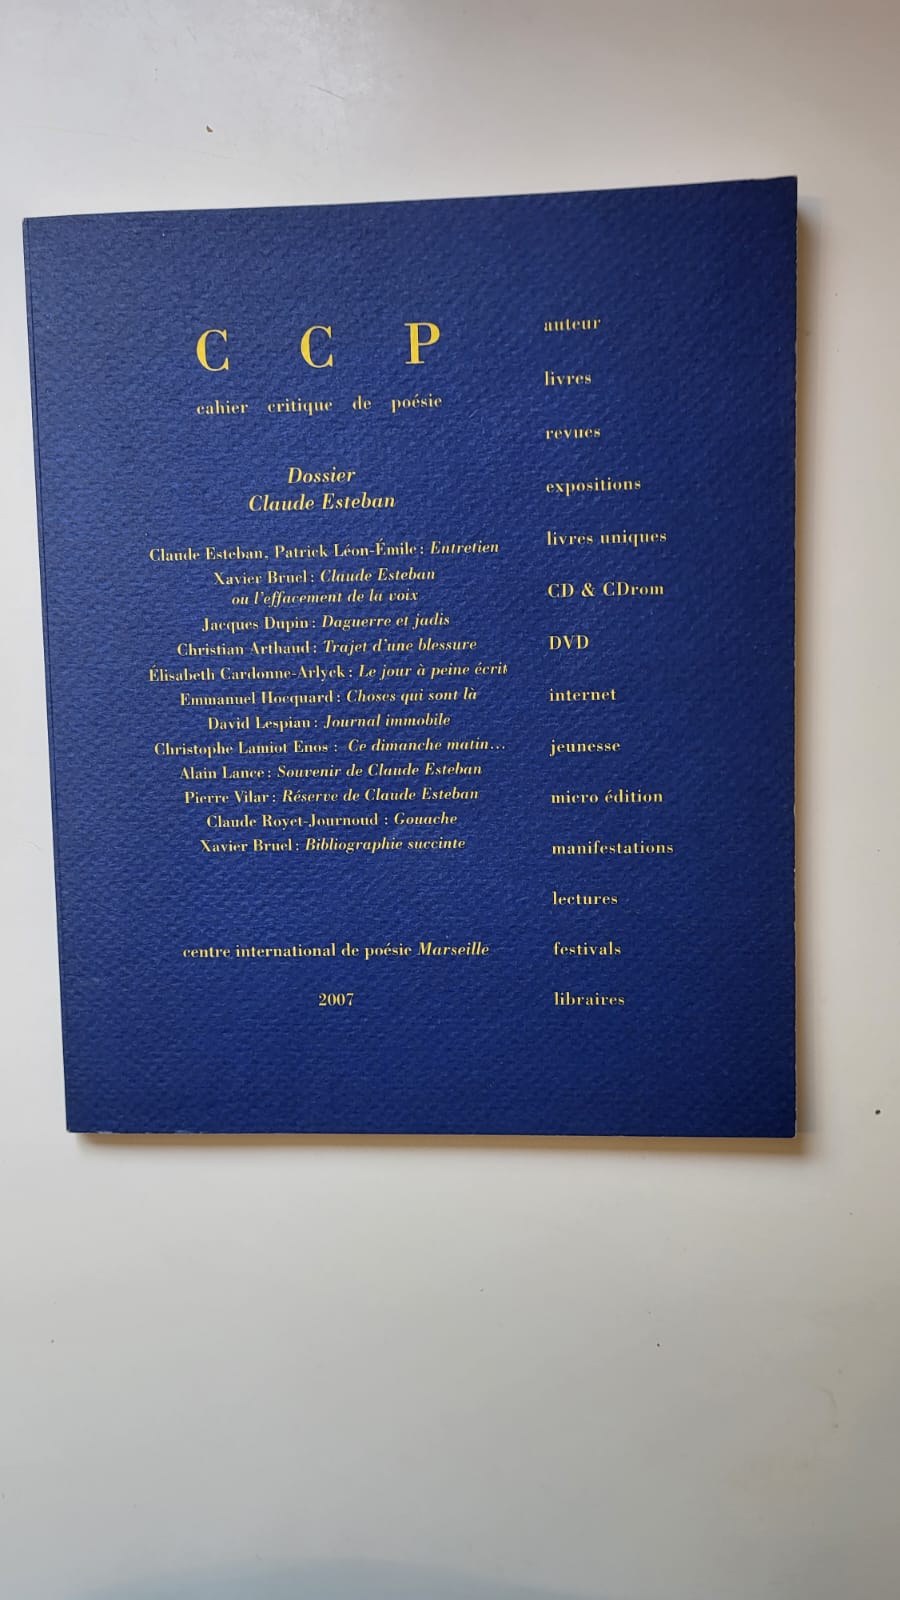 C C P
cahier critique de poésie
Dossier
Claude Esteban
Claude Esteban, Patrick Léon-Émile : Entretien
Xavier Bruel : Claude Esteban
ou l'effacement de la voix
Jacques Dupin : Daguerre et jadis
Christian Arthaud : Trajet d'une blessure
Élisabeth Cardonne-Arlyck : Le jour à peine écrit
Emmanuel Hocquard : Choses qui sont là
David Lespiau : Journal immobile
Christophe Lamiot Enos : Ce dimanche matin...
Alain Lance : Souvenir de Claude Esteban
Pierre Vilar : Réserve de Claude Esteban
Claude Royet-Journoud : Gouache
Xavier Bruel : Bibliographie succinte
centre international de poésie Marseille
2007
auteur
livres
revues
expositions
livres uniques
CD & CDrom
DVD
internet
jeunesse
micro édition
manifestations
lectures
festivals
libraires